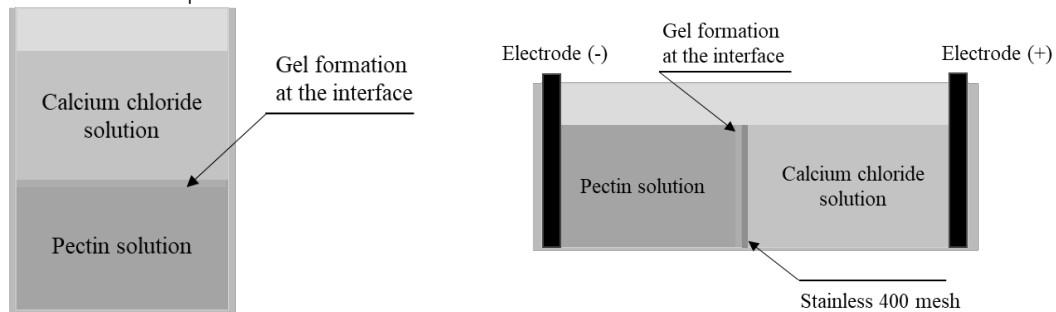 Gel formation
at the interface
Calcium chloride
solution
Pectin solution
Electrode (-)
Gel formation
at the interface
Electrode (+)
Pectin solution
Calcium chloride
solution
Stainless 400 mesh